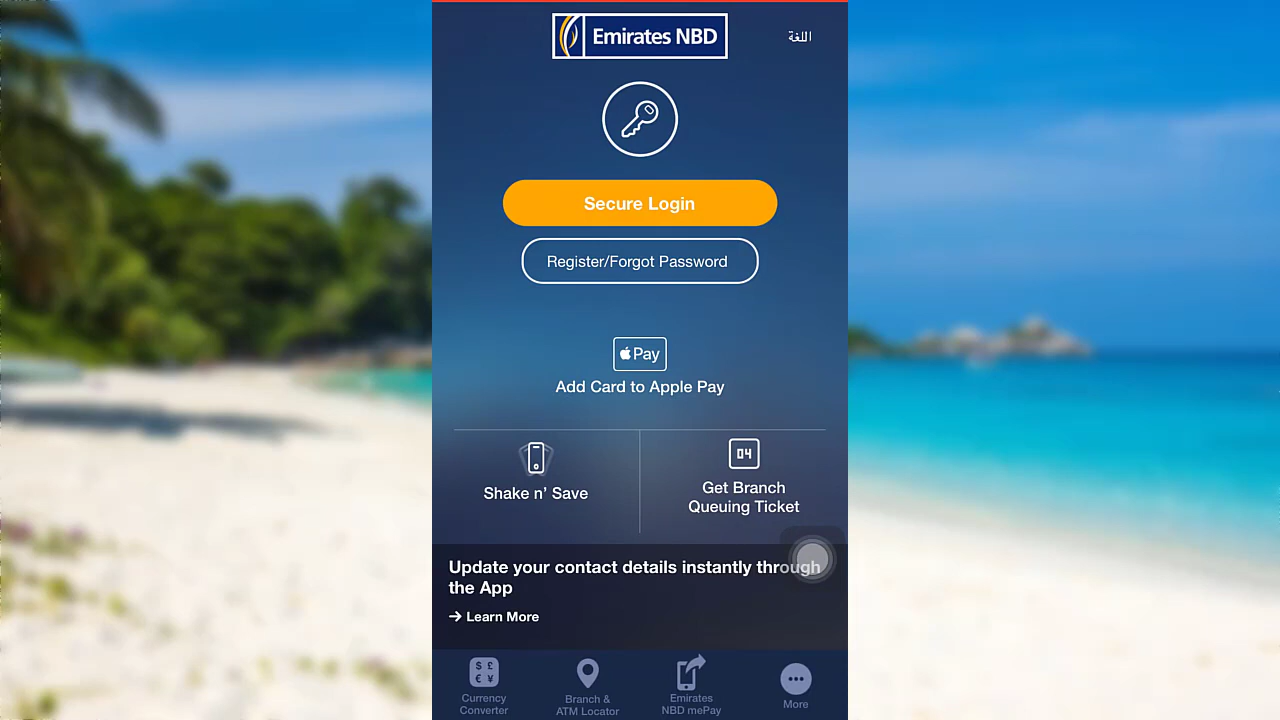 Emirates NBD
اللغة
Secure Login
Register/Forgot Password
Pay
Add Card to Apple Pay
Shake n' Save
04
Get Branch
Queuing Ticket
Update your contact details instantly through
the App
→ Learn More
$ £
€ ¥
Currency
Converter
Branch &
ATM Locator
Emirates
NBD mePay
More